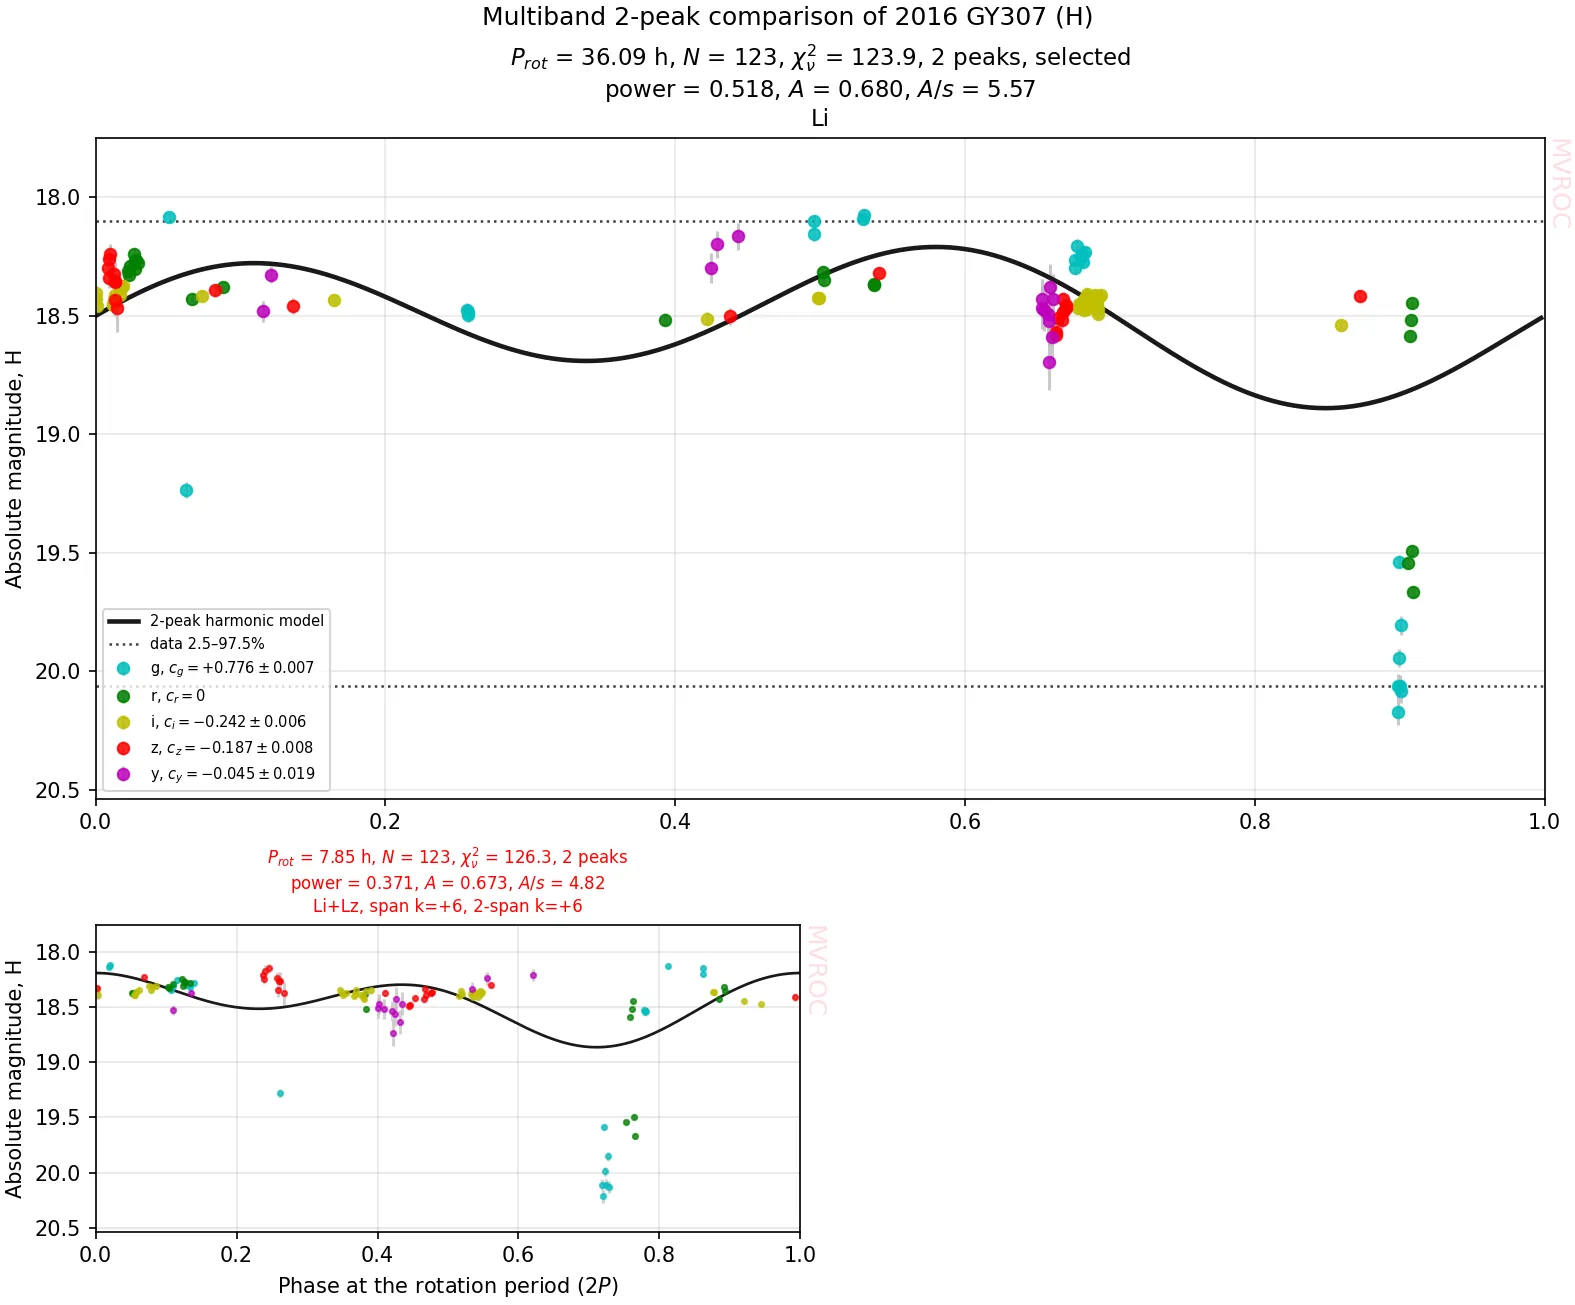 Multiband 2-peak comparison of 2016 GY307 (H)
P_rot = 36.09 h, N = 123, χ²_ν = 123.9, 2 peaks, selected
power = 0.518, A = 0.680, A/s = 5.57
Li
MVROC
Absolute magnitude, H
18.0
18.5
19.0
19.5
20.0
20.5
2-peak harmonic model
data 2.5–97.5%
g, c_g = +0.776 ± 0.007
r, c_r = 0
i, c_i = −0.242 ± 0.006
z, c_z = −0.187 ± 0.008
y, c_y = −0.045 ± 0.019
0.0 0.2 0.4 0.6 0.8 1.0
P_rot = 7.85 h, N = 123, χ²_ν = 126.3, 2 peaks
power = 0.371, A = 0.673, A/s = 4.82
Li+Lz, span k=+6, 2-span k=+6
MVROC
Absolute magnitude, H
18.0
18.5
19.0
19.5
20.0
20.5
0.0 0.2 0.4 0.6 0.8 1.0
Phase at the rotation period (2P)